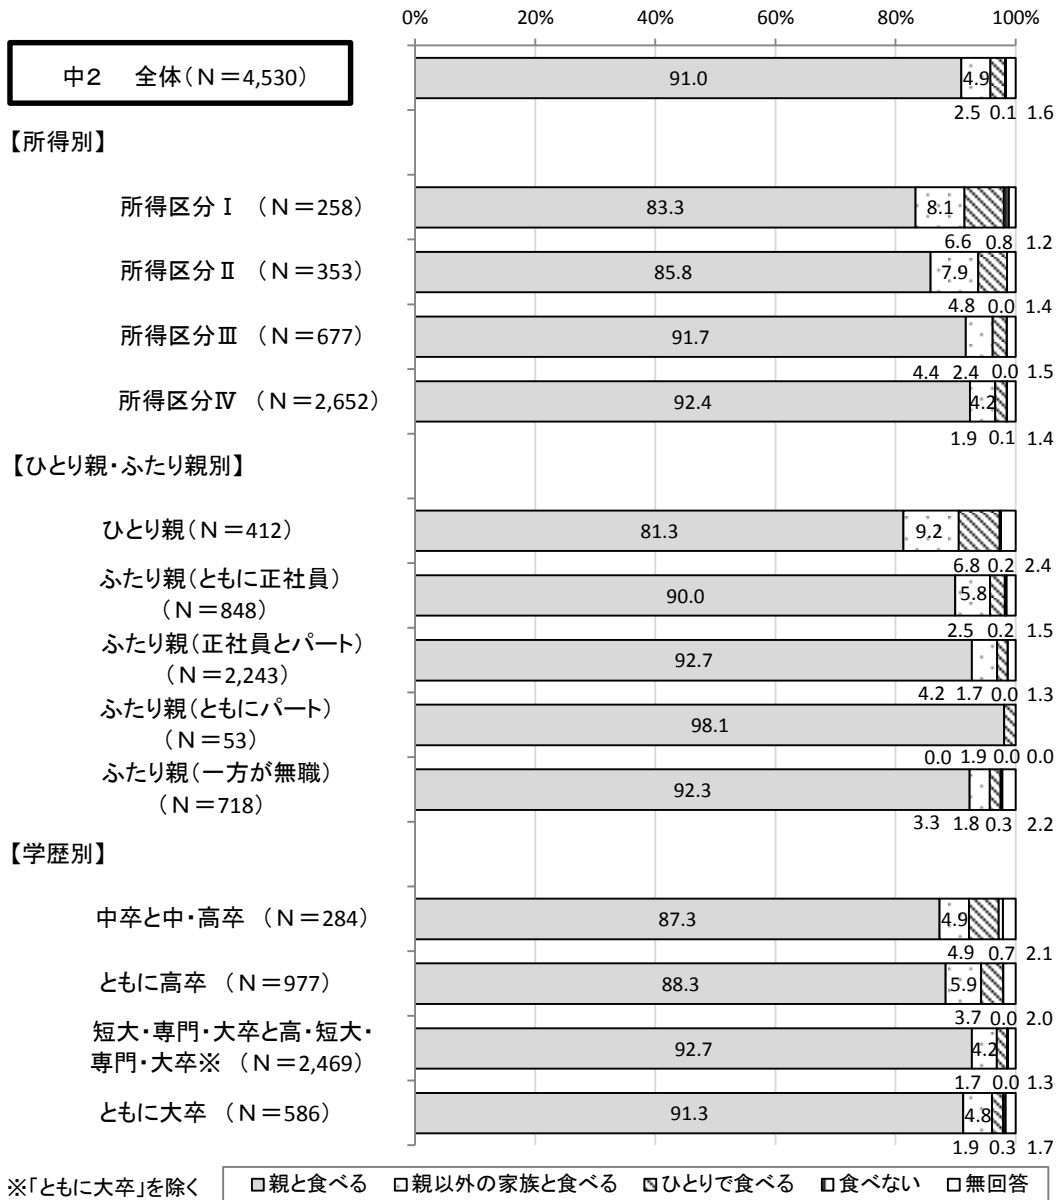 0% 20% 40% 60% 80% 100%
中2 全体(N=4,530) 91.0 4.9
2.5 0.1 1.6
【所得別】
所得区分Ⅰ (N=258) 83.3 8.1
6.6 0.8 1.2
所得区分Ⅱ (N=353) 85.8 7.9
4.8 0.0 1.4
所得区分Ⅲ (N=677) 91.7
4.4 2.4 0.0 1.5
所得区分Ⅳ (N=2,652) 92.4 4.2
1.9 0.1 1.4
【ひとり親・ふたり親別】
ひとり親(N=412) 81.3 9.2
6.8 0.2 2.4
ふたり親(ともに正社員)
(N=848) 90.0 5.8
2.5 0.2 1.5
ふたり親(正社員とパート)
(N=2,243) 92.7
4.2 1.7 0.0 1.3
ふたり親(ともにパート)
(N=53) 98.1
0.0 1.9 0.0 0.0
ふたり親(一方が無職)
(N=718) 92.3
3.3 1.8 0.3 2.2
【学歴別】
中卒と中・高卒 (N=284) 87.3 4.9
4.9 0.7 2.1
ともに高卒 (N=977) 88.3 5.9
3.7 0.0 2.0
短大・専門・大卒と高・短大・
専門・大卒※ (N=2,469) 92.7 4.2
1.7 0.0 1.3
ともに大卒 (N=586) 91.3 4.8
1.9 0.3 1.7
※「ともに大卒」を除く 親と食べる 親以外の家族と食べる ひとりで食べる 食べない 無回答